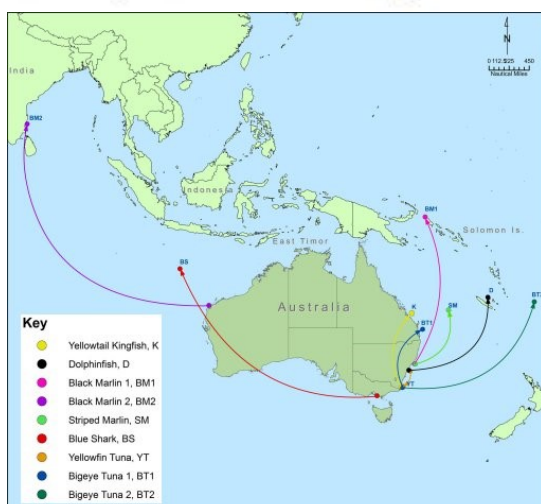 N
0 112.5 225 450
Nautical Miles
India
BM2
Indonesia
BM1
Solomon Is.
East Timor
BS
D
BT2
K
SM
BT1
Australia
YT
Key
Yellowtail Kingfish, K
Dolphinfish, D
Black Marlin 1, BM1
Black Marlin 2, BM2
Striped Marlin, SM
Blue Shark, BS
Yellowfin Tuna, YT
Bigeye Tuna 1, BT1
Bigeye Tuna 2, BT2